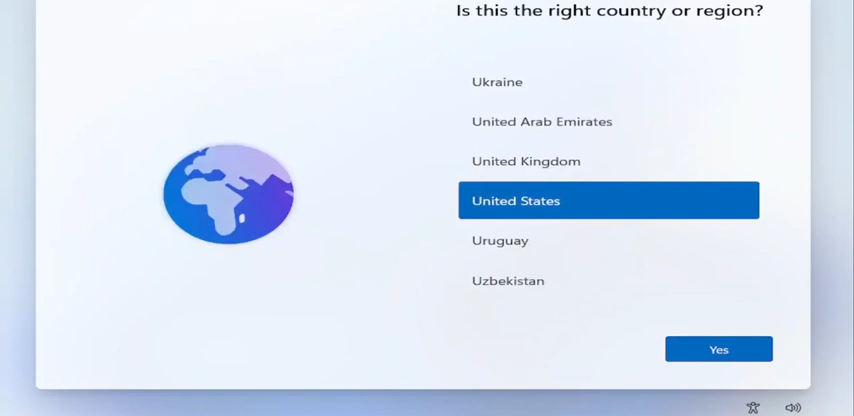 Is this the right country or region?
Ukraine
United Arab Emirates
United Kingdom
United States
Uruguay
Uzbekistan
Yes